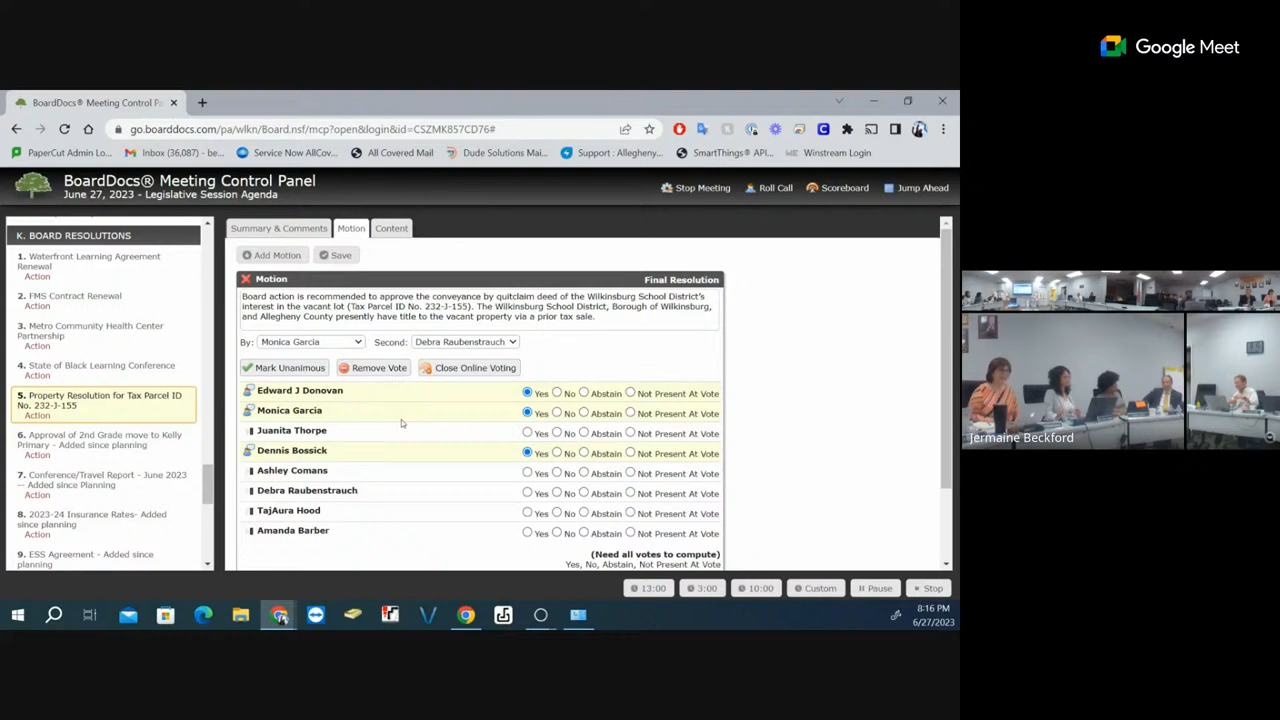 Google Meet
BoardDocs® Meeting Control Pa
go.boarddocs.com/pa/wlkn/Board.nsf/mcp?open&login&id=CSZMK857CD76#
PaperCut Admin Lo...
Inbox (36,087) - be...
Service Now AllCov...
All Covered Mail
Dude Solutions Mai...
Support : Allegheny...
SmartThings® API...
Winstream Login
BoardDocs® Meeting Control Panel
June 27, 2023 - Legislative Session Agenda
Stop Meeting
Roll Call
Scoreboard
Jump Ahead
K. BOARD RESOLUTIONS
1. Waterfront Learning Agreement
Renewal
Action
2. FMS Contract Renewal
Action
3. Metro Community Health Center
Partnership
Action
4. State of Black Learning Conference
Action
5. Property Resolution for Tax Parcel ID
No. 232-J-155
Action
6. Approval of 2nd Grade move to Kelly
Primary - Added since planning
Action
7. Conference/Travel Report - June 2023
-- Added since Planning
Action
8. 2023-24 Insurance Rates- Added
since planning
Action
9. ESS Agreement - Added since
planning
Summary & Comments
Motion
Content
Add Motion
Save
Motion
Final Resolution
Board action is recommended to approve the conveyance by quitclaim deed of the Wilkinsburg School District's
interest in the vacant lot (Tax Parcel ID No. 232-J-155). The Wilkinsburg School District, Borough of Wilkinsburg,
and Allegheny County presently have title to the vacant property via a prior tax sale.
By: Monica Garcia Second: Debra Raubenstrauch
Mark Unanimous
Remove Vote
Close Online Voting
Edward J Donovan Yes No Abstain Not Present At Vote
Monica Garcia Yes No Abstain Not Present At Vote
Juanita Thorpe Yes No Abstain Not Present At Vote
Dennis Bossick Yes No Abstain Not Present At Vote
Ashley Comans Yes No Abstain Not Present At Vote
Debra Raubenstrauch Yes No Abstain Not Present At Vote
TajAura Hood Yes No Abstain Not Present At Vote
Amanda Barber Yes No Abstain Not Present At Vote
(Need all votes to compute)
Yes, No, Abstain, Not Present At Vote
13:00
3:00
10:00
Custom
Pause
Stop
8:16 PM
6/27/2023
Jermaine Beckford